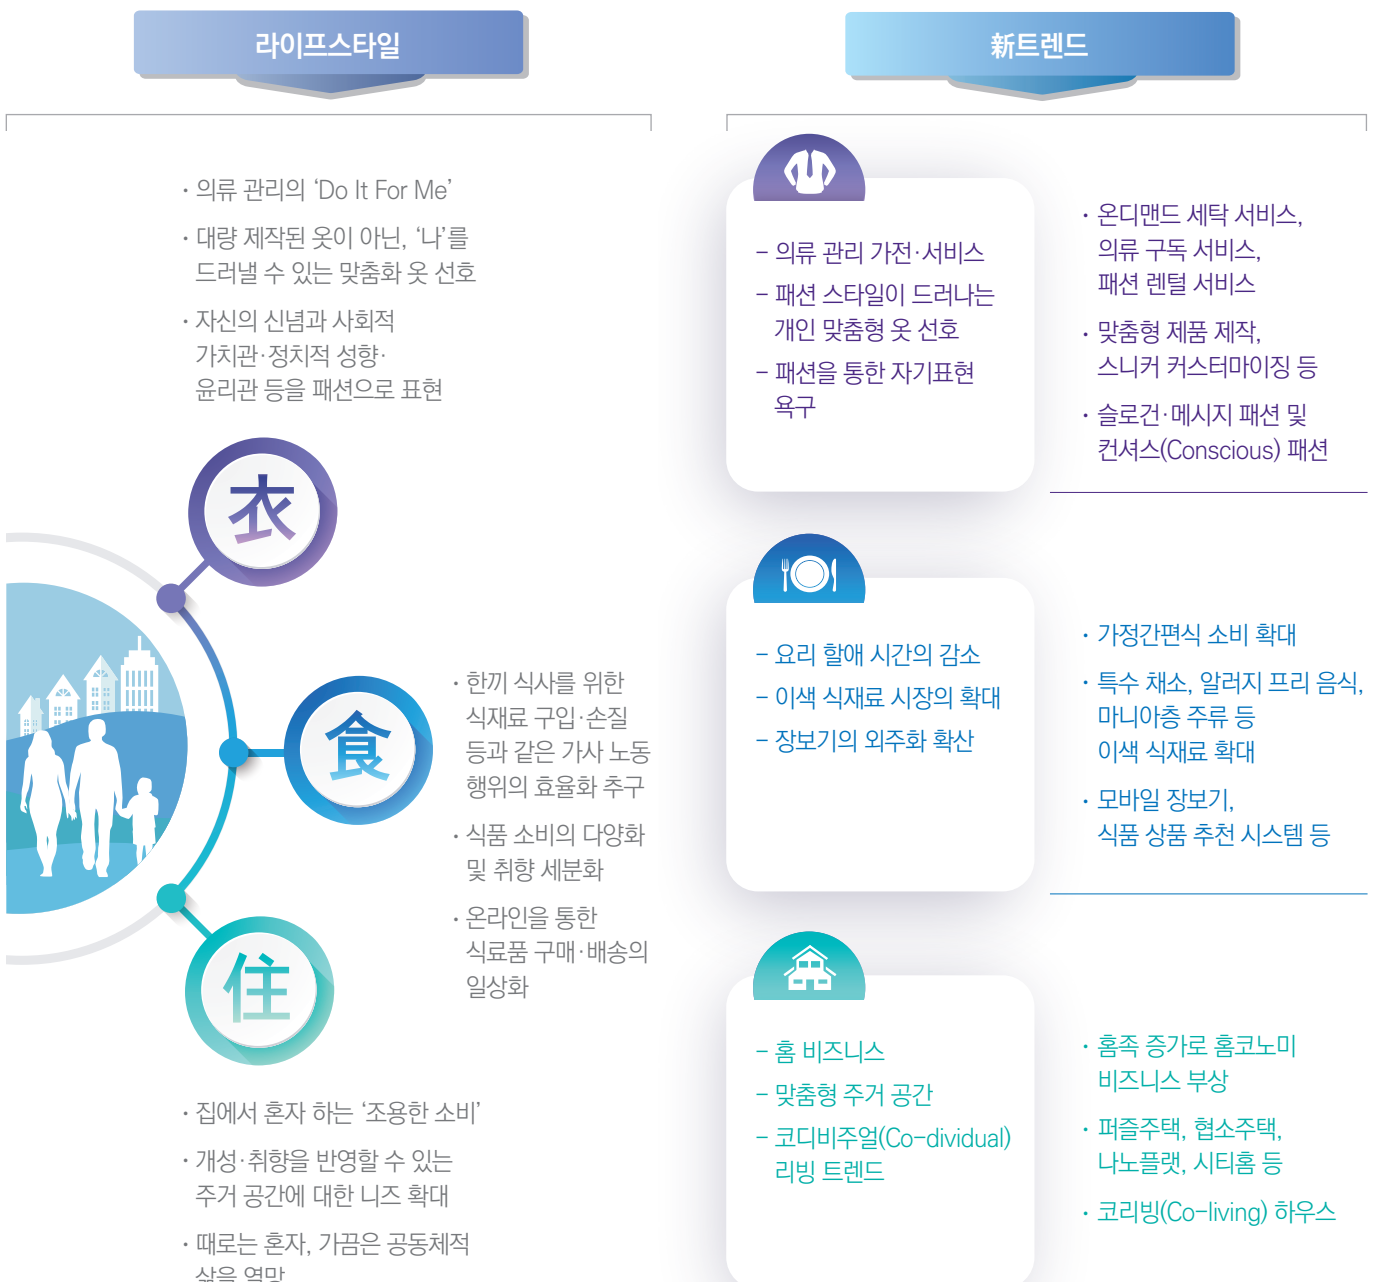 라이프스타일
· 의류 관리의 ‘Do It For Me’
· 대량 제작된 옷이 아닌, ‘나’를
드러낼 수 있는 맞춤화 옷 선호
· 자신의 신념과 사회적
가치관·정치적 성향·
윤리관 등을 패션으로 표현
衣
食
· 한끼 식사를 위한
식재료 구입·손질
등과 같은 가사 노동
행위의 효율화 추구
· 식품 소비의 다양화
및 취향 세분화
· 온라인을 통한
식료품 구매·배송의
일상화
住
· 집에서 혼자 하는 ‘조용한 소비’
· 개성·취향을 반영할 수 있는
주거 공간에 대한 니즈 확대
· 때로는 혼자, 가끔은 공동체적
삶을 열망
新트렌드
- 의류 관리 가전·서비스
- 패션 스타일이 드러나는
개인 맞춤형 옷 선호
- 패션을 통한 자기표현
욕구
· 온디맨드 세탁 서비스,
의류 구독 서비스,
패션 렌털 서비스
· 맞춤형 제품 제작,
스니커 커스터마이징 등
· 슬로건·메시지 패션 및
컨셔스(Conscious) 패션
- 요리 할애 시간의 감소
- 이색 식재료 시장의 확대
- 장보기의 외주화 확산
· 가정간편식 소비 확대
· 특수 채소, 알러지 프리 음식,
마니아층 주류 등
이색 식재료 확대
· 모바일 장보기,
식품 상품 추천 시스템 등
- 홈 비즈니스
- 맞춤형 주거 공간
- 코디비주얼(Co-dividual)
리빙 트렌드
· 홈족 증가로 홈코노미
비즈니스 부상
· 퍼즐주택, 협소주택,
나노플랫, 시티홈 등
· 코리빙(Co-living) 하우스